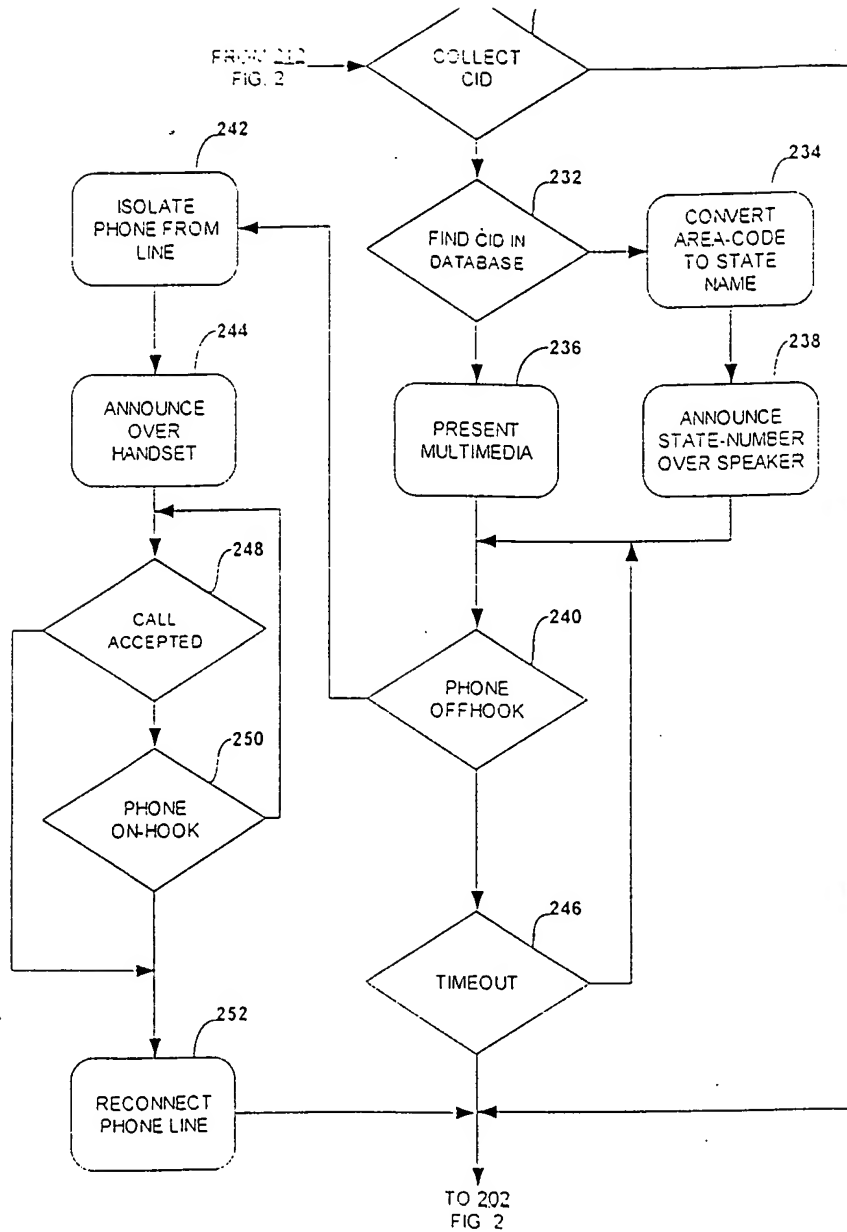 FROM 212
FIG. 2
COLLECT
CID
242
ISOLATE
PHONE FROM
LINE
232
FIND CID IN
DATABASE
234
CONVERT
AREA-CODE
TO STATE
NAME
244
ANNOUNCE
OVER
HANDSET
236
PRESENT
MULTIMEDIA
238
ANNOUNCE
STATE-NUMBER
OVER SPEAKER
248
CALL
ACCEPTED
240
PHONE
OFFHOOK
250
PHONE
ON-HOOK
246
TIMEOUT
252
RECONNECT
PHONE LINE
TO 202
FIG 2